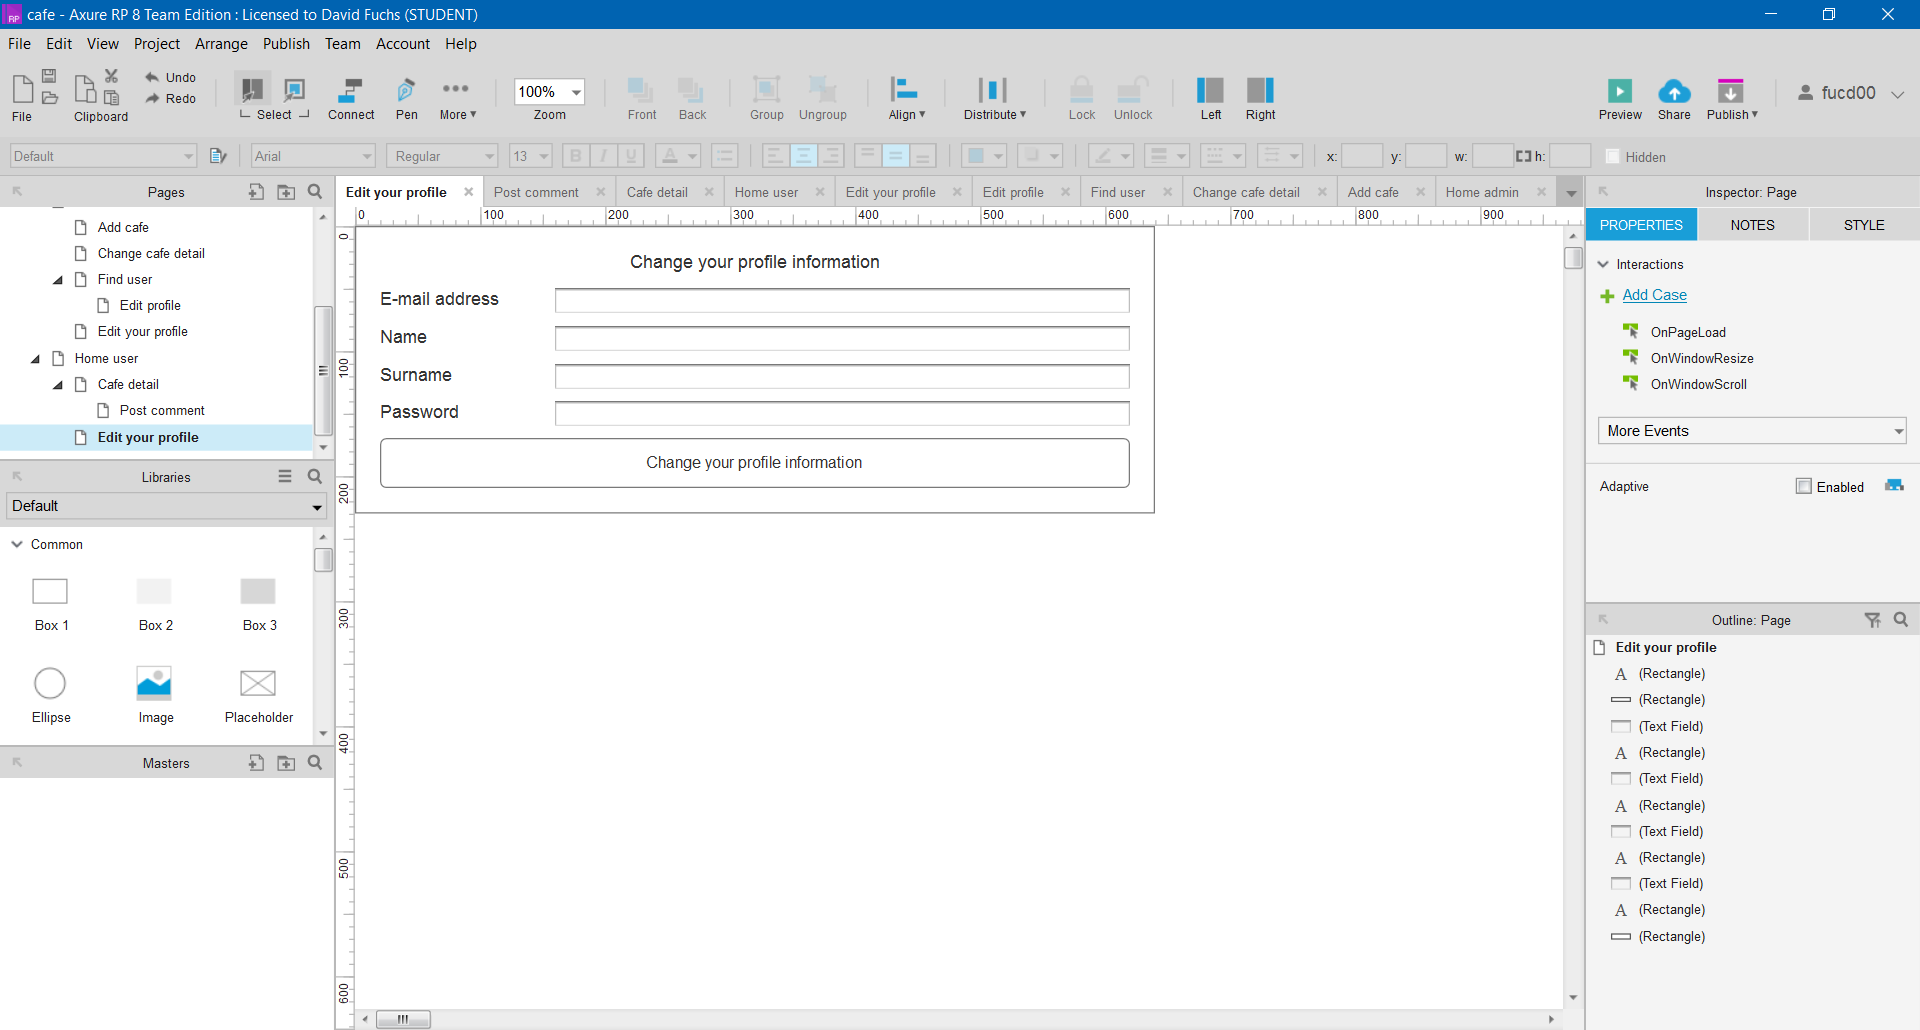 cafe - Axure RP 8 Team Edition : Licensed to David Fuchs (STUDENT)
File Edit View Project Arrange Publish Team Account Help
Undo
Redo
File Clipboard Select Connect Pen More 100% Zoom Front Back Group Ungroup Align Distribute Lock Unlock Left Right Preview Share Publish fucd00
Default Arial Regular 13 B I U A x: y: w: h: Hidden
Pages
Add cafe
Change cafe detail
Find user
Edit profile
Edit your profile
Home user
Cafe detail
Post comment
Edit your profile
Libraries
Default
Common
Box 1 Box 2 Box 3
Ellipse Image Placeholder
Masters
Edit your profile Post comment Cafe detail Home user Edit your profile Edit profile Find user Change cafe detail Add cafe Home admin
0 100 200 300 400 500 600 700 800 900
0
100
200
300
400
500
600
Change your profile information
E-mail address
Name
Surname
Password
Change your profile information
Inspector: Page
PROPERTIES NOTES STYLE
Interactions
Add Case
OnPageLoad
OnWindowResize
OnWindowScroll
More Events
Adaptive Enabled
Outline: Page
Edit your profile
A (Rectangle)
(Rectangle)
(Text Field)
A (Rectangle)
(Text Field)
A (Rectangle)
(Text Field)
A (Rectangle)
(Text Field)
A (Rectangle)
(Rectangle)